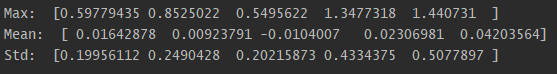 Max:  [0.59779435 0.8525022  0.5495622  1.3477318  1.440731  ]
Mean:  [ 0.01642878  0.00923791 -0.0104007   0.02306981  0.04203564]
Std:  [0.19956112 0.2490428  0.20215873 0.4334375  0.5077897 ]